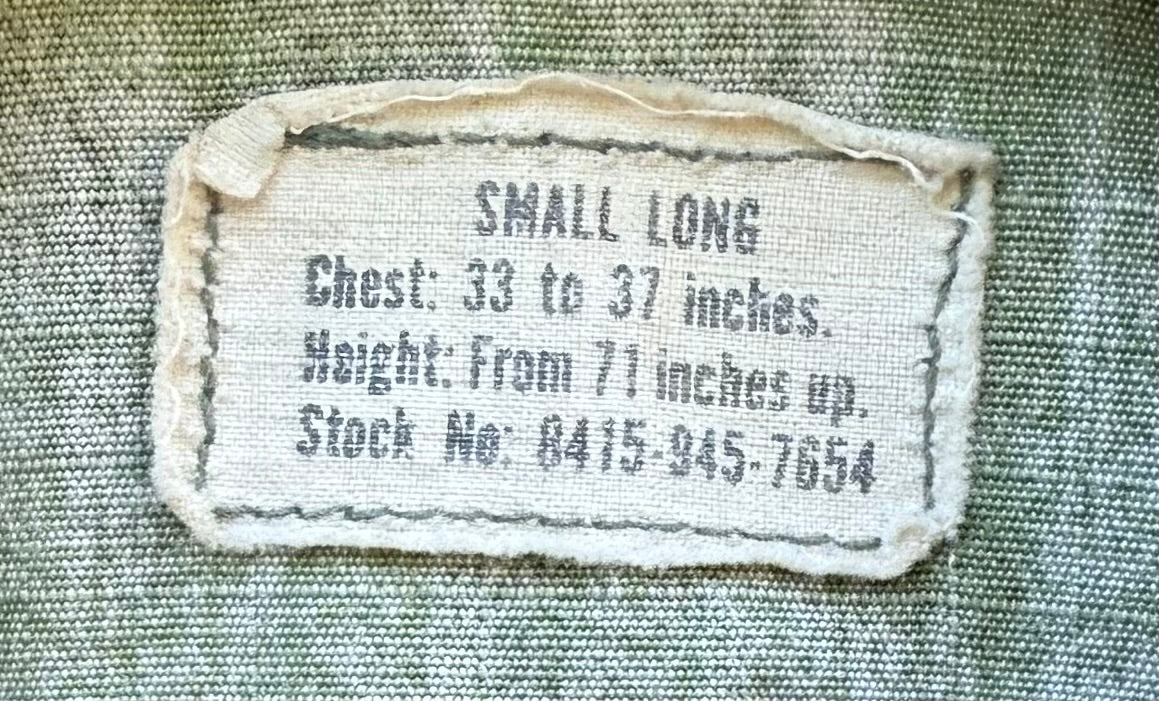 SMALL LONG
Chest: 33 to 37 inches.
Height: From 71 inches up.
Stock No: 8415-945-7654